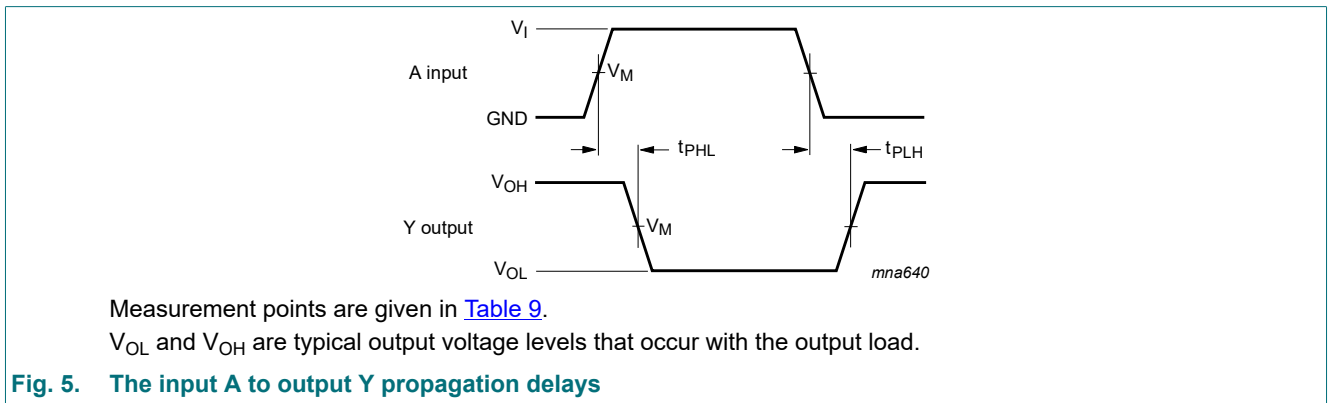 V_I
A input
V_M
GND
t_PHL
t_PLH
V_OH
Y output
V_M
V_OL
mna640
Measurement points are given in Table 9.
V_OL and V_OH are typical output voltage levels that occur with the output load.
Fig. 5. The input A to output Y propagation delays